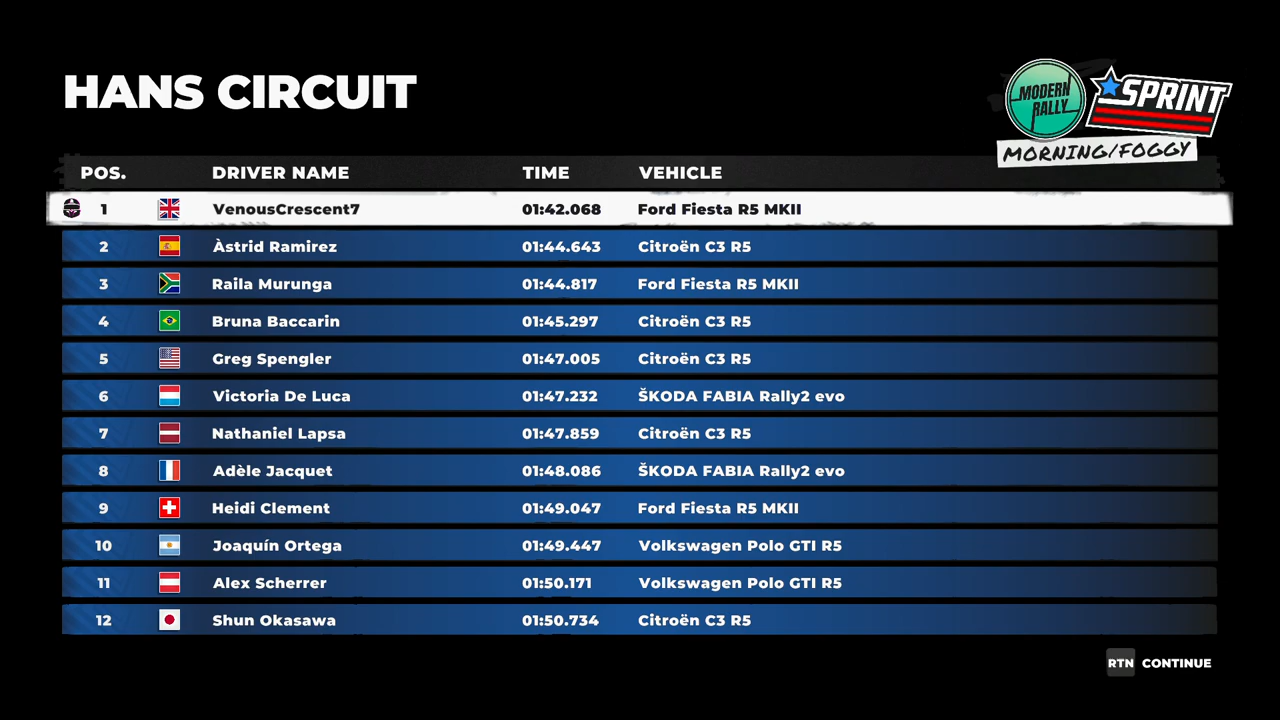 HANS CIRCUIT
MODERN RALLY
SPRINT
MORNING/FOGGY
POS. DRIVER NAME TIME VEHICLE
1 VenousCrescent7 01:42.068 Ford Fiesta R5 MKII
2 Àstrid Ramirez 01:44.643 Citroën C3 R5
3 Raila Murunga 01:44.817 Ford Fiesta R5 MKII
4 Bruna Baccarin 01:45.297 Citroën C3 R5
5 Greg Spengler 01:47.005 Citroën C3 R5
6 Victoria De Luca 01:47.232 ŠKODA FABIA Rally2 evo
7 Nathaniel Lapsa 01:47.859 Citroën C3 R5
8 Adèle Jacquet 01:48.086 ŠKODA FABIA Rally2 evo
9 Heidi Clement 01:49.047 Ford Fiesta R5 MKII
10 Joaquín Ortega 01:49.447 Volkswagen Polo GTI R5
11 Alex Scherrer 01:50.171 Volkswagen Polo GTI R5
12 Shun Okasawa 01:50.734 Citroën C3 R5
RTN CONTINUE